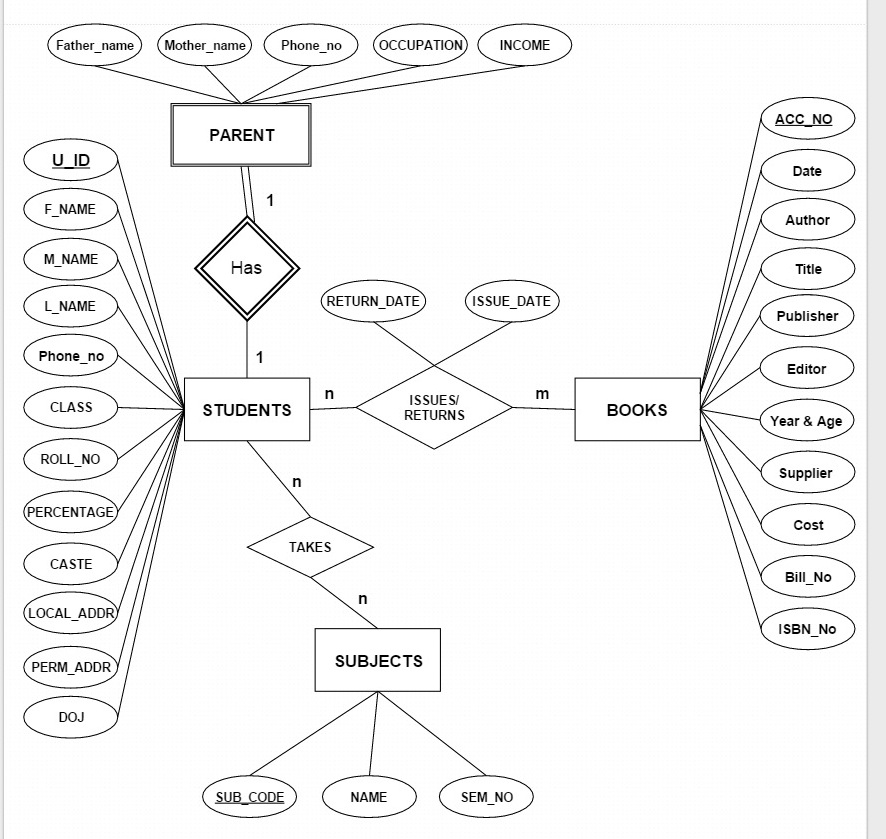 Father_name
Mother_name
Phone_no
OCCUPATION
INCOME
PARENT
1
Has
1
U_ID
F_NAME
M_NAME
L_NAME
Phone_no
CLASS
ROLL_NO
PERCENTAGE
CASTE
LOCAL_ADDR
PERM_ADDR
DOJ
STUDENTS
n
RETURN_DATE
ISSUE_DATE
ISSUES/
RETURNS
m
BOOKS
ACC_NO
Date
Author
Title
Publisher
Editor
Year & Age
Supplier
Cost
Bill_No
ISBN_No
n
TAKES
n
SUBJECTS
SUB_CODE
NAME
SEM_NO